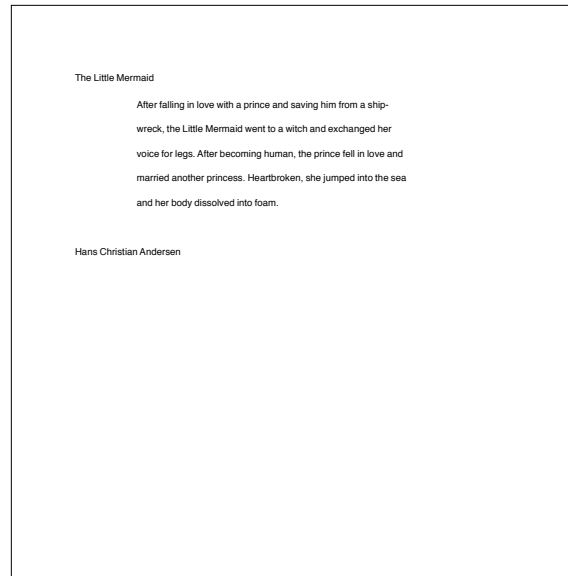 The Little Mermaid
After falling in love with a prince and saving him from a ship-
wreck, the Little Mermaid went to a witch and exchanged her
voice for legs. After becoming human, the prince fell in love and
married another princess. Heartbroken, she jumped into the sea
and her body dissolved into foam.
Hans Christian Andersen